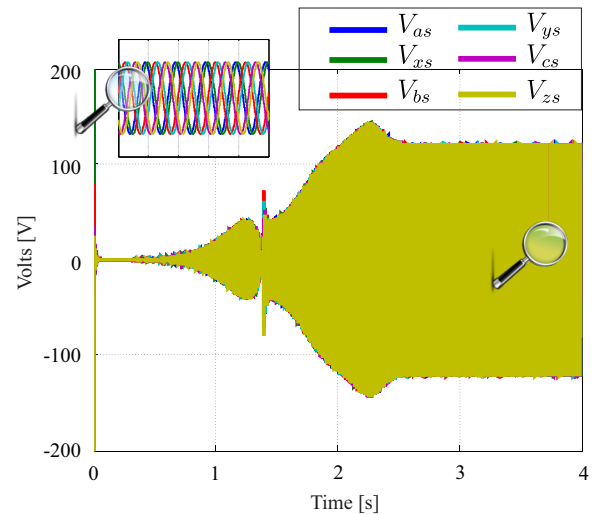 V_as V_ys
V_xs V_cs
V_bs V_zs
200
100
0
-100
-200
Volts [V]
0 1 2 3 4
Time [s]